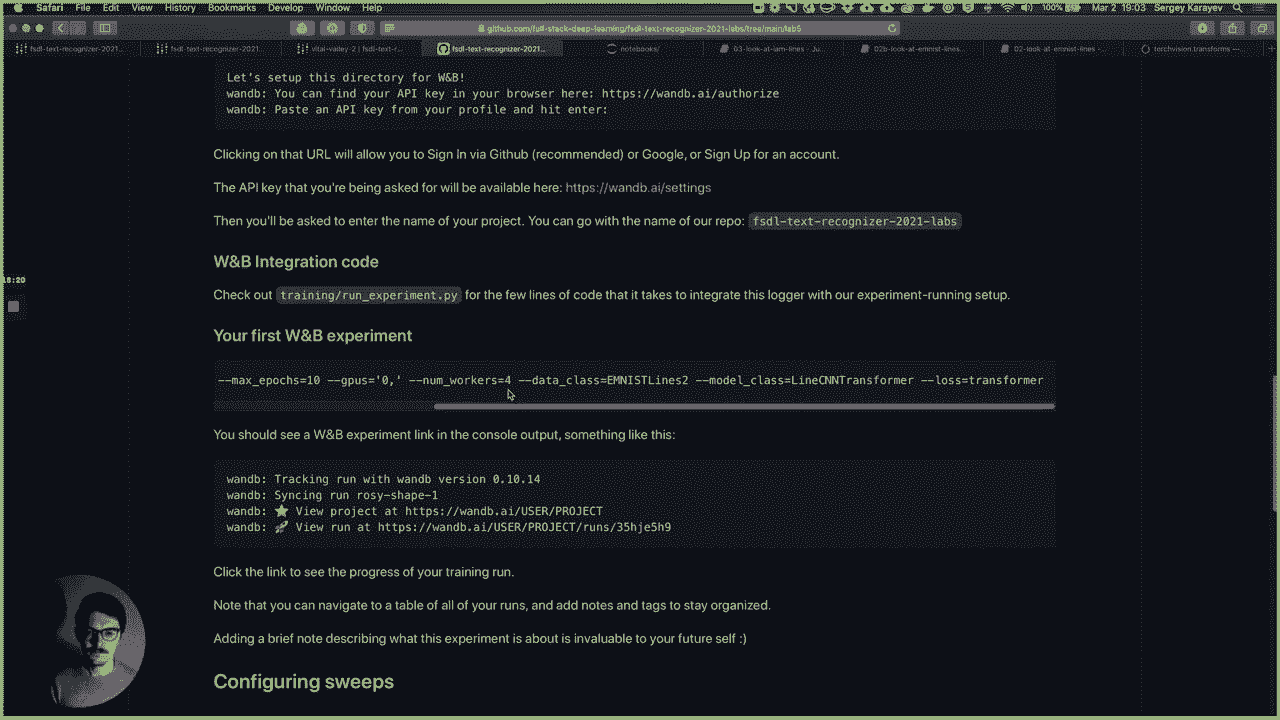 Safari File Edit View History Bookmarks Develop Window Help 100% Mar 2 19:03 Sergey Karayev
github.com/full-stack-deep-learning/fsdl-text-recognizer-2021-labs/tree/main/lab5
fsdl-text-recognizer-2021... fsdl-text-recognizer-2021... vital-valley-2 | fsdl-text-r... fsdl-text-recognizer-2021... notebooks/ 03-look-at-iam-lines - Ju... 02b-look-at-emnist-lines... 02-look-at-emnist-lines - torchvision.transforms —...
Let's setup this directory for W&B!
wandb: You can find your API key in your browser here: https://wandb.ai/authorize
wandb: Paste an API key from your profile and hit enter:
Clicking on that URL will allow you to Sign In via Github (recommended) or Google, or Sign Up for an account.
The API key that you're being asked for will be available here: https://wandb.ai/settings
Then you'll be asked to enter the name of your project. You can go with the name of our repo: fsdl-text-recognizer-2021-labs
W&B Integration code
18:20
Check out training/run_experiment.py for the few lines of code that it takes to integrate this logger with our experiment-running setup.
Your first W&B experiment
--max_epochs=10 --gpus='0,' --num_workers=4 --data_class=EMNISTLines2 --model_class=LineCNNTransformer --loss=transformer
You should see a W&B experiment link in the console output, something like this:
wandb: Tracking run with wandb version 0.10.14
wandb: Syncing run rosy-shape-1
wandb: ⭐ View project at https://wandb.ai/USER/PROJECT
wandb: 🚀 View run at https://wandb.ai/USER/PROJECT/runs/35hje5h9
Click the link to see the progress of your training run.
Note that you can navigate to a table of all of your runs, and add notes and tags to stay organized.
Adding a brief note describing what this experiment is about is invaluable to your future self :)
Configuring sweeps